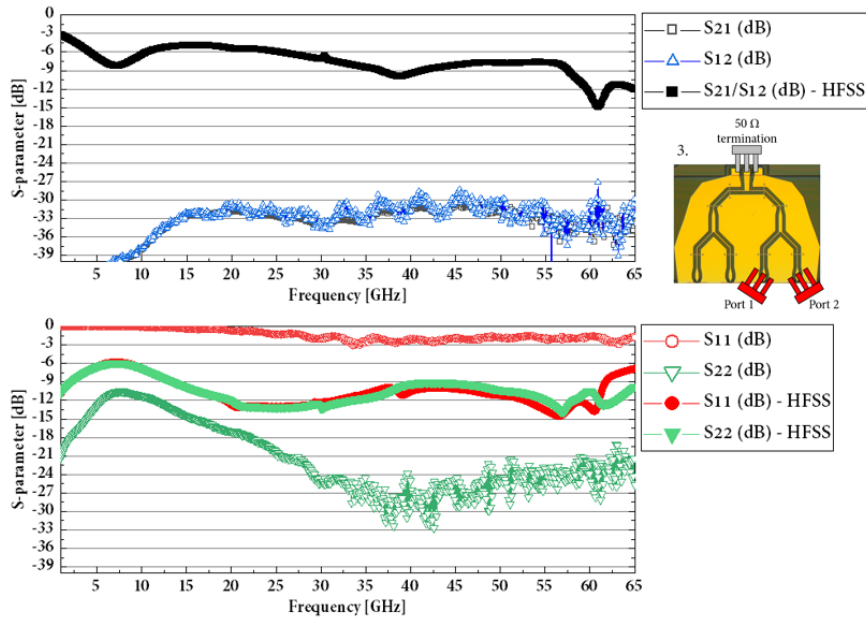 0
-3
-6
-9
-12
-15
-18
-21
-24
-27
-30
-33
-36
-39
S-parameter [dB]
5 10 15 20 25 30 35 40 45 50 55 60 65
Frequency [GHz]
S21 (dB)
S12 (dB)
S21/S12 (dB) - HFSS
50 Ω
termination
3.
Port 1 Port 2
0
-3
-6
-9
-12
-15
-18
-21
-24
-27
-30
-33
-36
-39
S-parameter [dB]
5 10 15 20 25 30 35 40 45 50 55 60 65
Frequency [GHz]
S11 (dB)
S22 (dB)
S11 (dB) - HFSS
S22 (dB) - HFSS